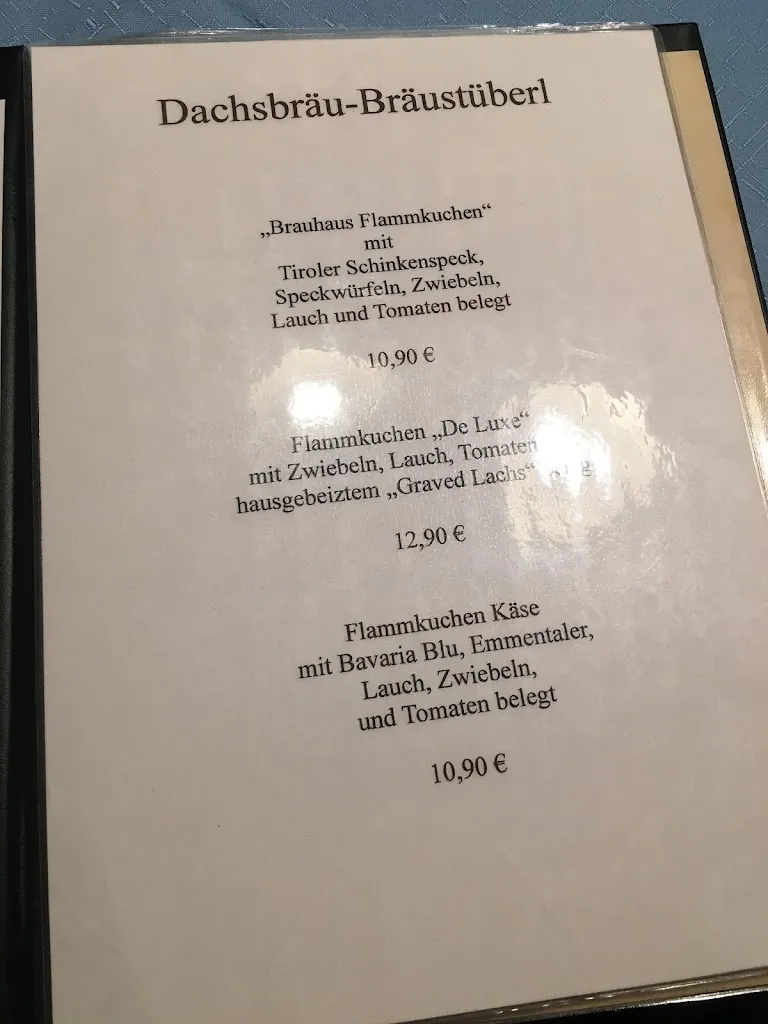 Dachsbräu-Bräustüberl
„Brauhaus Flammkuchen“
mit
Tiroler Schinkenspeck,
Speckwürfeln, Zwiebeln,
Lauch und Tomaten belegt
10,90 €
Flammkuchen „De Luxe“
mit Zwiebeln, Lauch, Tomaten
hausgebeiztem „Graved Lachs“
12,90 €
Flammkuchen Käse
mit Bavaria Blu, Emmentaler,
Lauch, Zwiebeln,
und Tomaten belegt
10,90 €